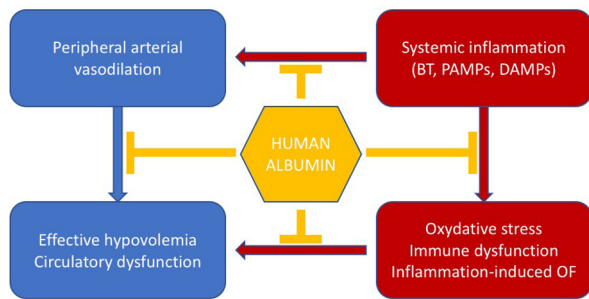 Peripheral arterial
vasodilation
Systemic inflammation
(BT, PAMPs, DAMPs)
HUMAN
ALBUMIN
Effective hypovolemia
Circulatory dysfunction
Oxydative stress
Immune dysfunction
Inflammation-induced OF